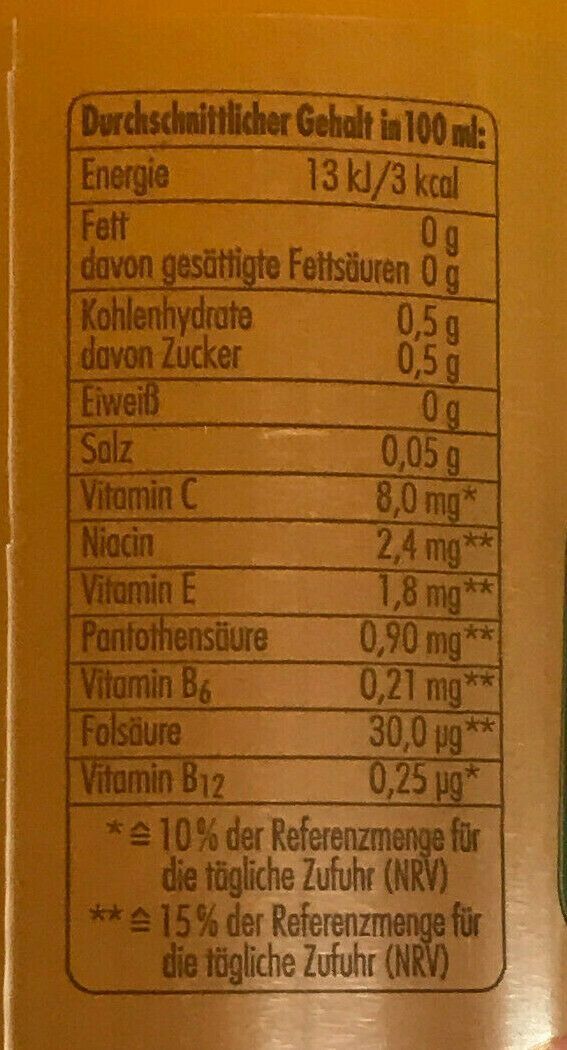 Durchschnittlicher Gehalt in 100 ml:
Energie 13 kJ/3 kcal
Fett 0 g
davon gesättigte Fettsäuren 0 g
Kohlenhydrate 0,5 g
davon Zucker 0,5 g
Eiweiß 0 g
Salz 0,05 g
Vitamin C 8,0 mg*
Niacin 2,4 mg**
Vitamin E 1,8 mg**
Pantothensäure 0,90 mg**
Vitamin B6 0,21 mg**
Folsäure 30,0 µg**
Vitamin B12 0,25 µg*
* ≙ 10% der Referenzmenge für
die tägliche Zufuhr (NRV)
** ≙ 15% der Referenzmenge für
die tägliche Zufuhr (NRV)